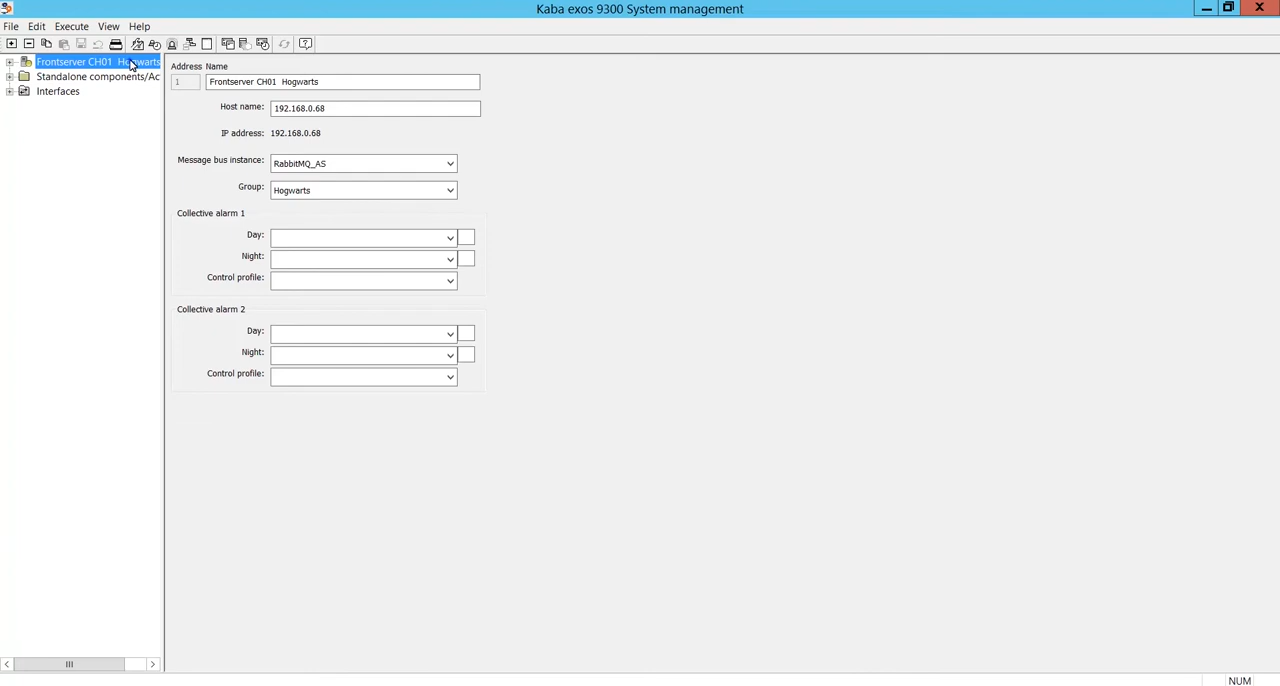 Kaba exos 9300 System management
File Edit Execute View Help
Frontserver CH01 Hogwarts
Standalone components/Ac
Interfaces
Address Name
1 Frontserver CH01 Hogwarts
Host name: 192.168.0.68
IP address: 192.168.0.68
Message bus instance: RabbitMQ_AS
Group: Hogwarts
Collective alarm 1
Day:
Night:
Control profile:
Collective alarm 2
Day:
Night:
Control profile:
NUM